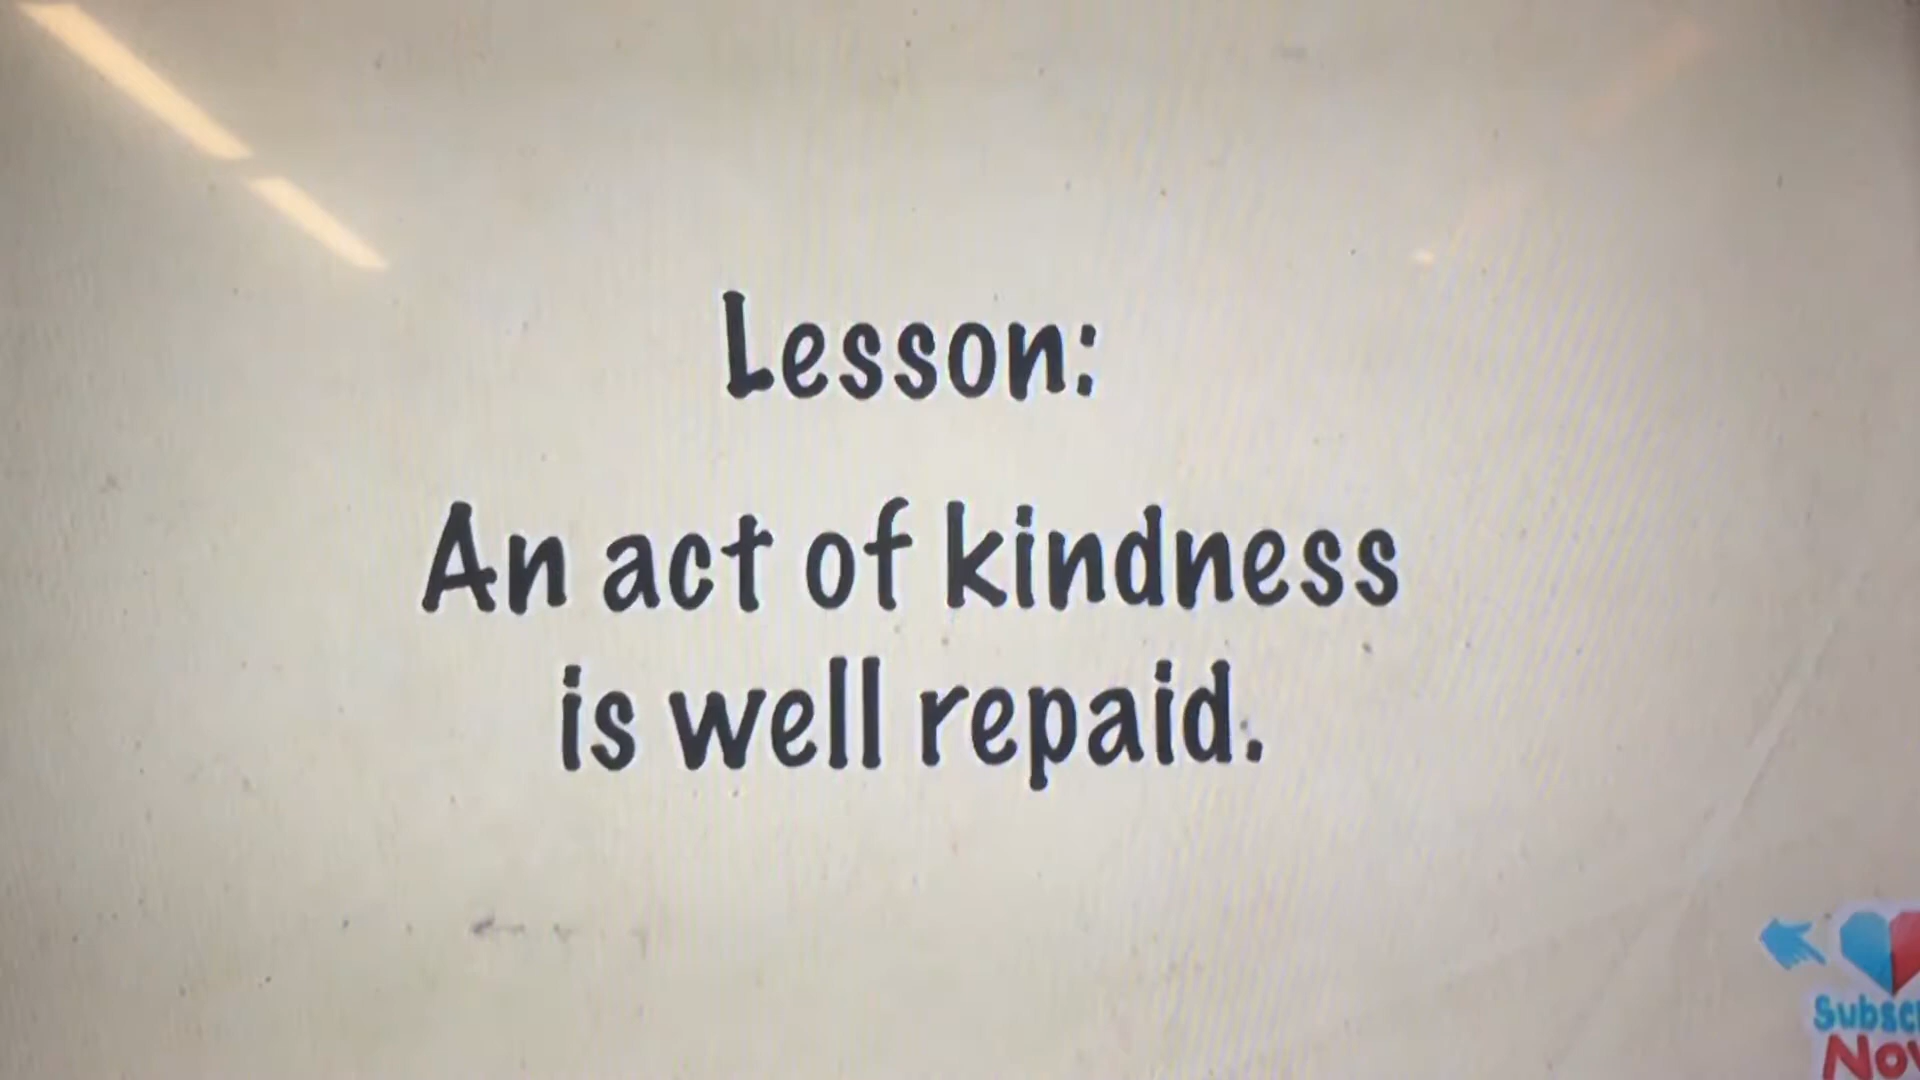 Lesson:
An act of kindness
is well repaid.